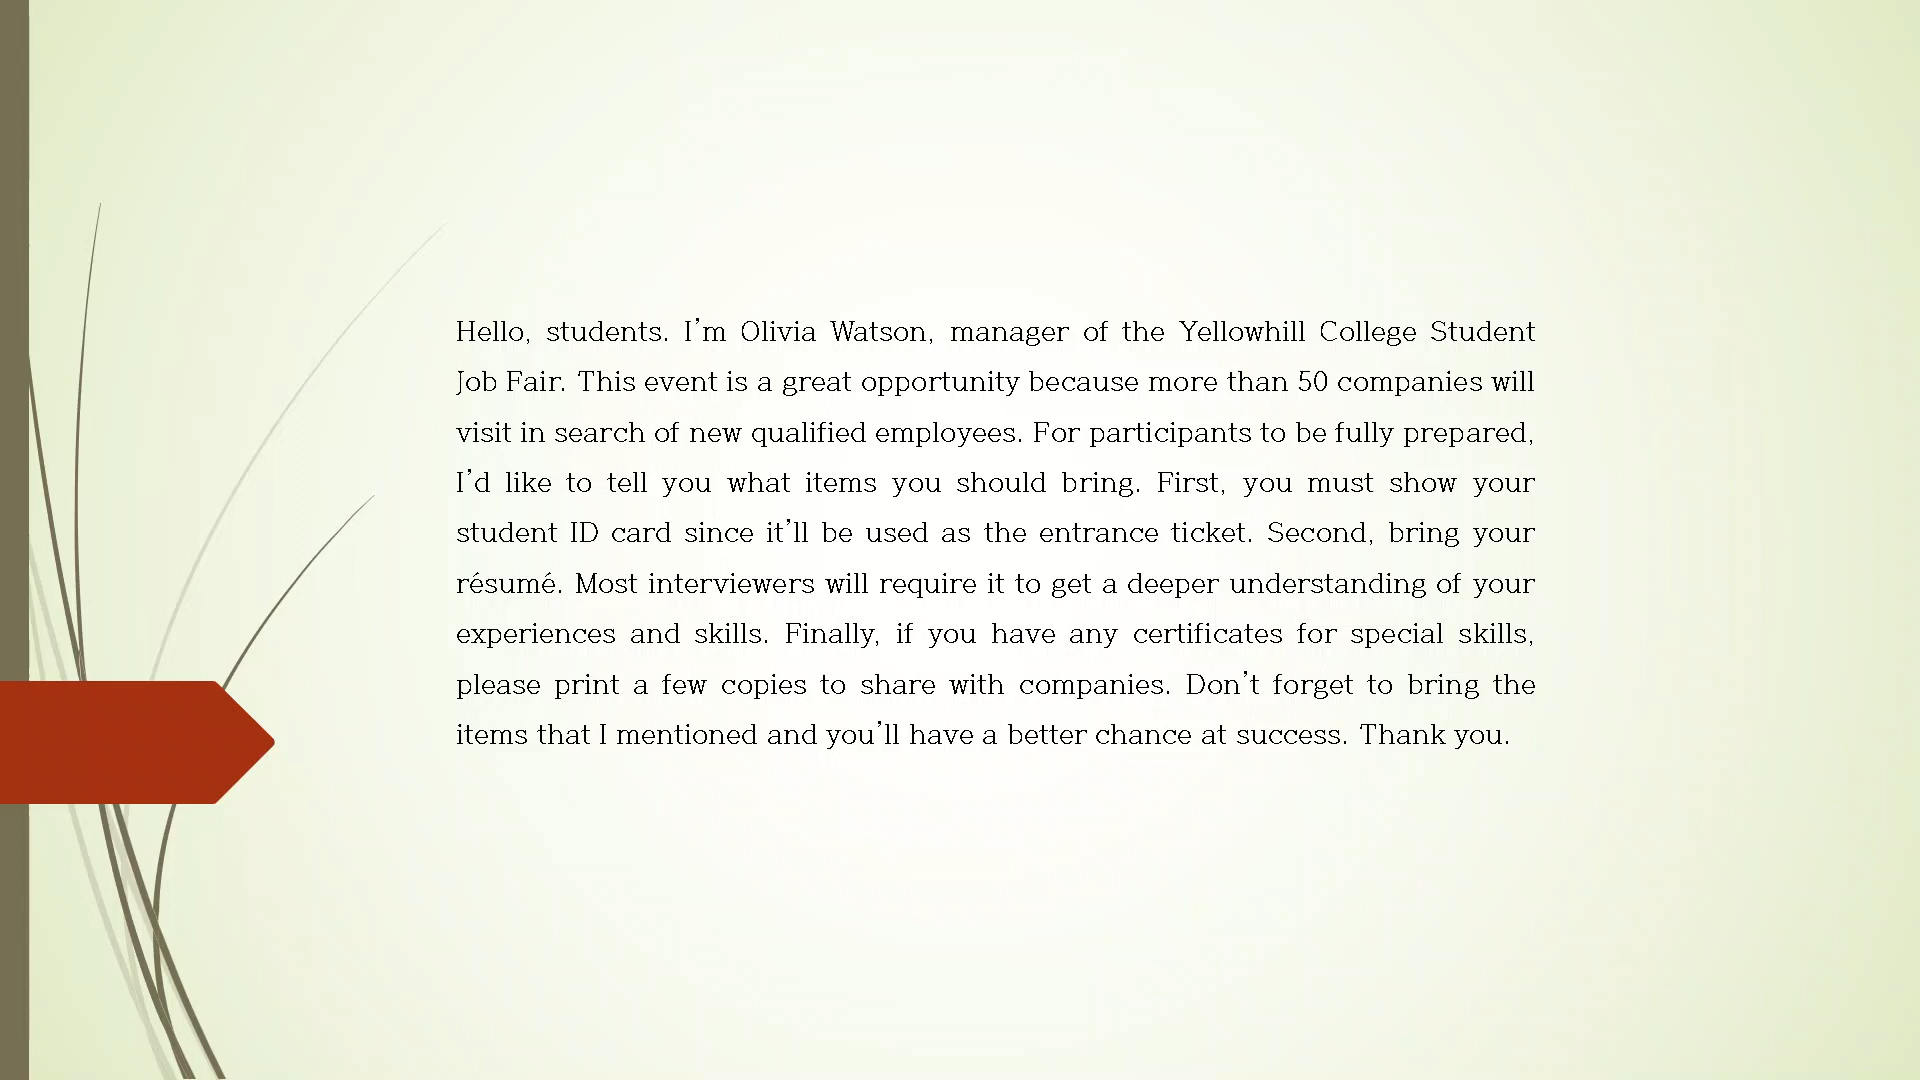 Hello, students. I’m Olivia Watson, manager of the Yellowhill College Student
Job Fair. This event is a great opportunity because more than 50 companies will
visit in search of new qualified employees. For participants to be fully prepared,
I’d like to tell you what items you should bring. First, you must show your
student ID card since it’ll be used as the entrance ticket. Second, bring your
résumé. Most interviewers will require it to get a deeper understanding of your
experiences and skills. Finally, if you have any certificates for special skills,
please print a few copies to share with companies. Don’t forget to bring the
items that I mentioned and you’ll have a better chance at success. Thank you.